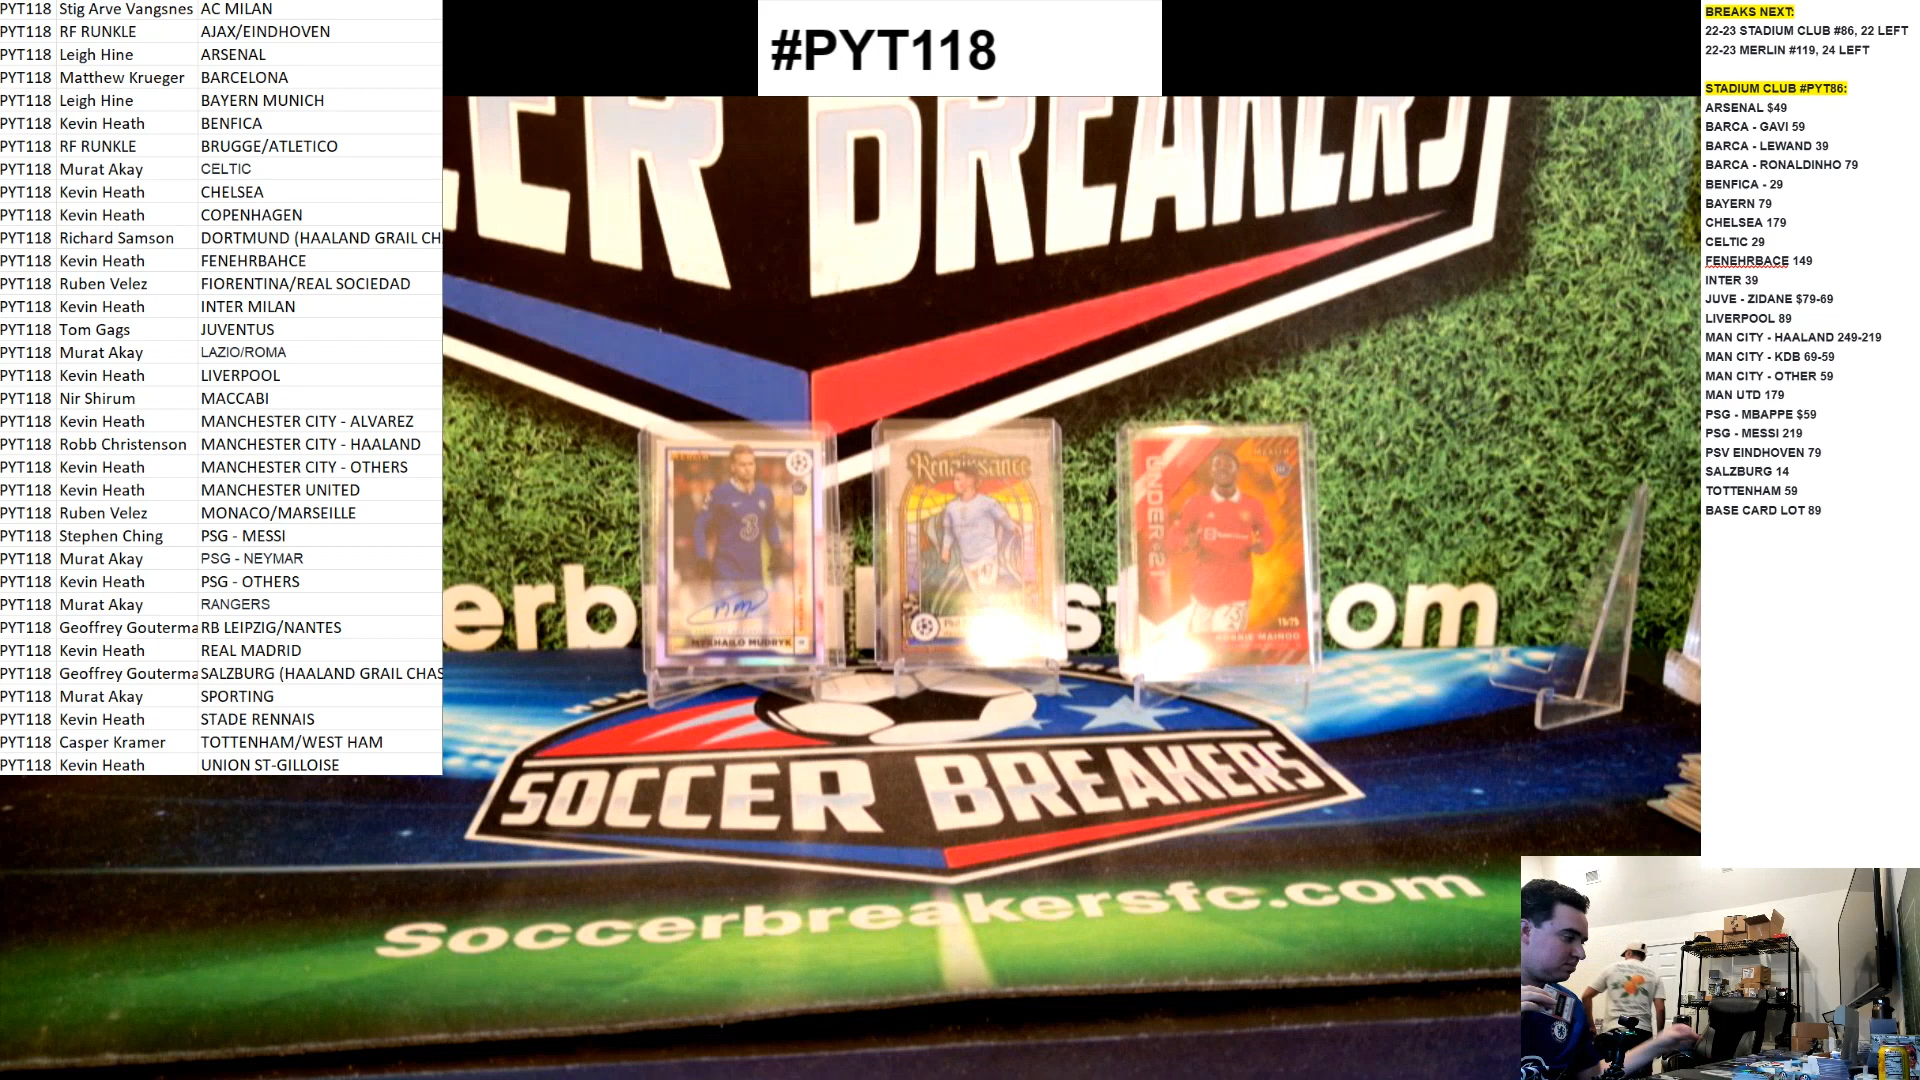 PYT118 Stig Arve Vangsnes AC MILAN
PYT118 RF RUNKLE AJAX/EINDHOVEN
PYT118 Leigh Hine ARSENAL
PYT118 Matthew Krueger BARCELONA
PYT118 Leigh Hine BAYERN MUNICH
PYT118 Kevin Heath BENFICA
PYT118 RF RUNKLE BRUGGE/ATLETICO
PYT118 Murat Akay CELTIC
PYT118 Kevin Heath CHELSEA
PYT118 Kevin Heath COPENHAGEN
PYT118 Richard Samson DORTMUND (HAALAND GRAIL CH
PYT118 Kevin Heath FENEHRBAHCE
PYT118 Ruben Velez FIORENTINA/REAL SOCIEDAD
PYT118 Kevin Heath INTER MILAN
PYT118 Tom Gags JUVENTUS
PYT118 Murat Akay LAZIO/ROMA
PYT118 Kevin Heath LIVERPOOL
PYT118 Nir Shirum MACCABI
PYT118 Kevin Heath MANCHESTER CITY - ALVAREZ
PYT118 Robb Christenson MANCHESTER CITY - HAALAND
PYT118 Kevin Heath MANCHESTER CITY - OTHERS
PYT118 Kevin Heath MANCHESTER UNITED
PYT118 Ruben Velez MONACO/MARSEILLE
PYT118 Stephen Ching PSG - MESSI
PYT118 Murat Akay PSG - NEYMAR
PYT118 Kevin Heath PSG - OTHERS
PYT118 Murat Akay RANGERS
PYT118 Geoffrey Gouterma RB LEIPZIG/NANTES
PYT118 Kevin Heath REAL MADRID
PYT118 Geoffrey Gouterma SALZBURG (HAALAND GRAIL CHAS
PYT118 Murat Akay SPORTING
PYT118 Kevin Heath STADE RENNAIS
PYT118 Casper Kramer TOTTENHAM/WEST HAM
PYT118 Kevin Heath UNION ST-GILLOISE
#PYT118
CER BREAKERS
MYKHAILO MUDRYK
Renaissance
UNDER 21
19/75
KOBBIE MAINOO
erb st om
SOCCER BREAKERS
Soccerbreakersfc.com
BREAKS NEXT:
22-23 STADIUM CLUB #86, 22 LEFT
22-23 MERLIN #119, 24 LEFT
STADIUM CLUB #PYT86:
ARSENAL $49
BARCA - GAVI 59
BARCA - LEWAND 39
BARCA - RONALDINHO 79
BENFICA - 29
BAYERN 79
CHELSEA 179
CELTIC 29
FENEHRBACE 149
INTER 39
JUVE - ZIDANE $79-69
LIVERPOOL 89
MAN CITY - HAALAND 249-219
MAN CITY - KDB 69-59
MAN CITY - OTHER 59
MAN UTD 179
PSG - MBAPPE $59
PSG - MESSI 219
PSV EINDHOVEN 79
SALZBURG 14
TOTTENHAM 59
BASE CARD LOT 89